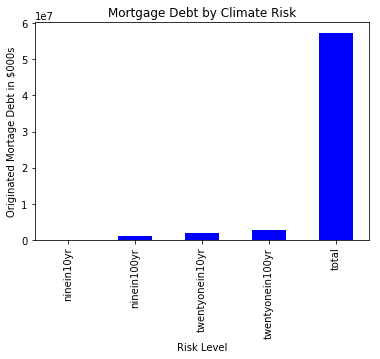 Mortgage Debt by Climate Risk
1e7
Originated Mortage Debt in $000s
6
5
4
3
2
1
0
ninein10yr
ninein100yr
twentyonein10yr
twentyonein100yr
total
Risk Level